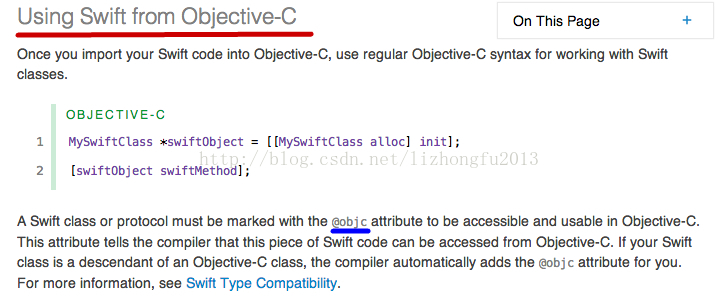 Using Swift from Objective-C
On This Page +
Once you import your Swift code into Objective-C, use regular Objective-C syntax for working with Swift
classes.
OBJECTIVE-C
1 MySwiftClass *swiftObject = [[MySwiftClass alloc] init];
http://blog.csdn.net/lizhongfu2013
2 [swiftObject swiftMethod];
A Swift class or protocol must be marked with the @objc attribute to be accessible and usable in Objective-C.
This attribute tells the compiler that this piece of Swift code can be accessed from Objective-C. If your Swift
class is a descendant of an Objective-C class, the compiler automatically adds the @objc attribute for you.
For more information, see Swift Type Compatibility.